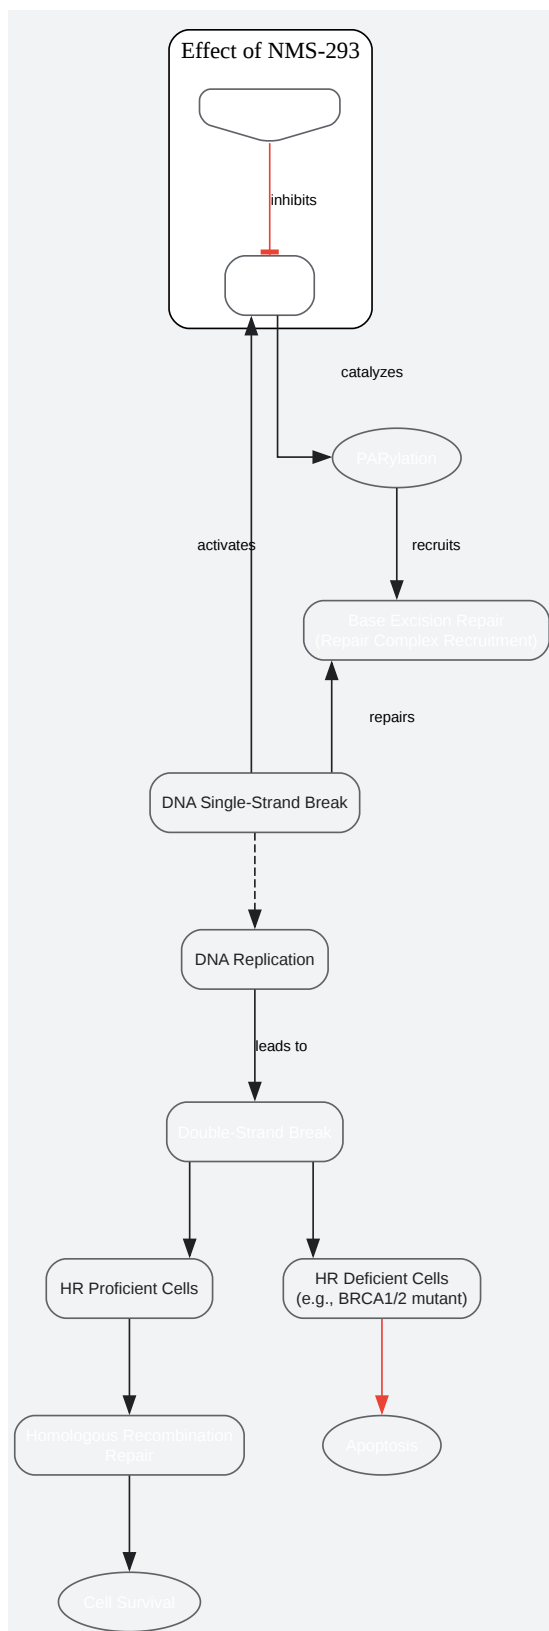 Effect of NMS-293
inhibits
catalyzes
PARylation
activates
recruits
Base Excision Repair
(Repair Complex Recruitment)
repairs
DNA Single-Strand Break
DNA Replication
leads to
Double-Strand Break
HR Proficient Cells
HR Deficient Cells
(e.g., BRCA1/2 mutant)
Homologous Recombination
Repair
Apoptosis
Cell Survival